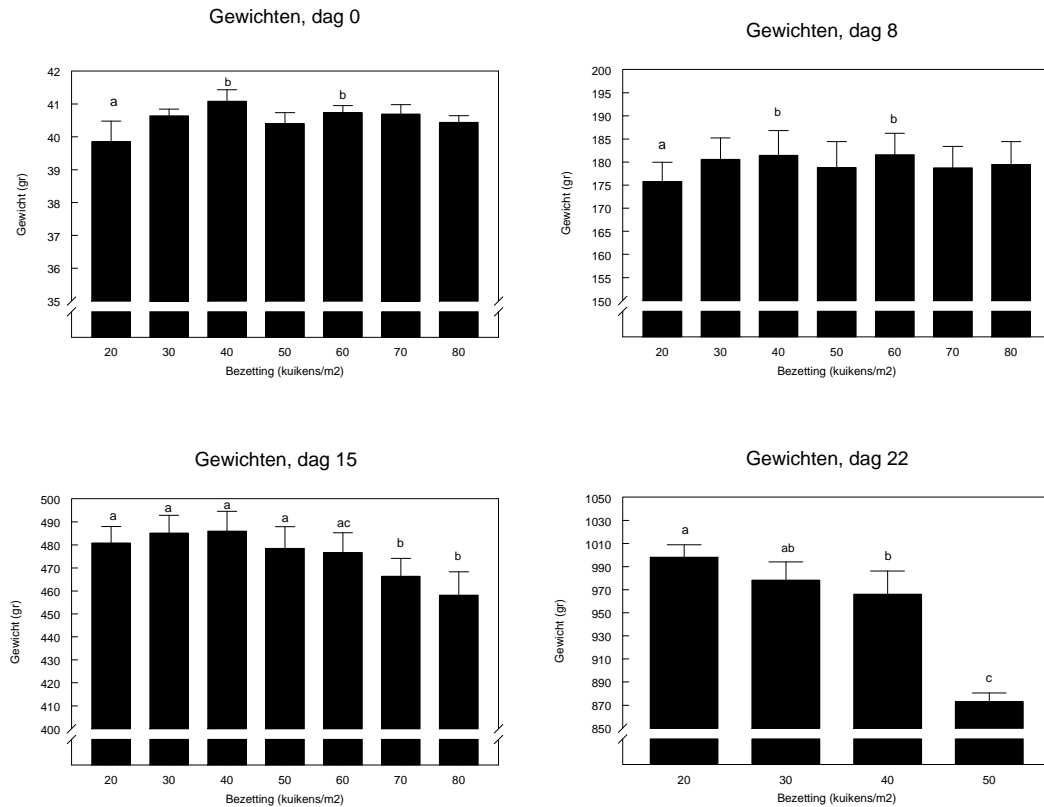 Gewichten, dag 0
42
41
40
39
38
37
36
35
Gewicht (gr)
a
b
b
20 30 40 50 60 70 80
Bezetting (kuikens/m2)
Gewichten, dag 8
200
195
190
185
180
175
170
165
160
155
150
Gewicht (gr)
a
b
b
20 30 40 50 60 70 80
Bezetting (kuikens/m2)
Gewichten, dag 15
500
490
480
470
460
450
440
430
420
410
400
Gewicht (gr)
a a a a ac b b
20 30 40 50 60 70 80
Bezetting (kuikens/m2)
Gewichten, dag 22
1050
1030
1010
990
970
950
930
910
890
870
850
Gewicht (gr)
a ab b c
20 30 40 50
Bezetting (kuikens/m2)